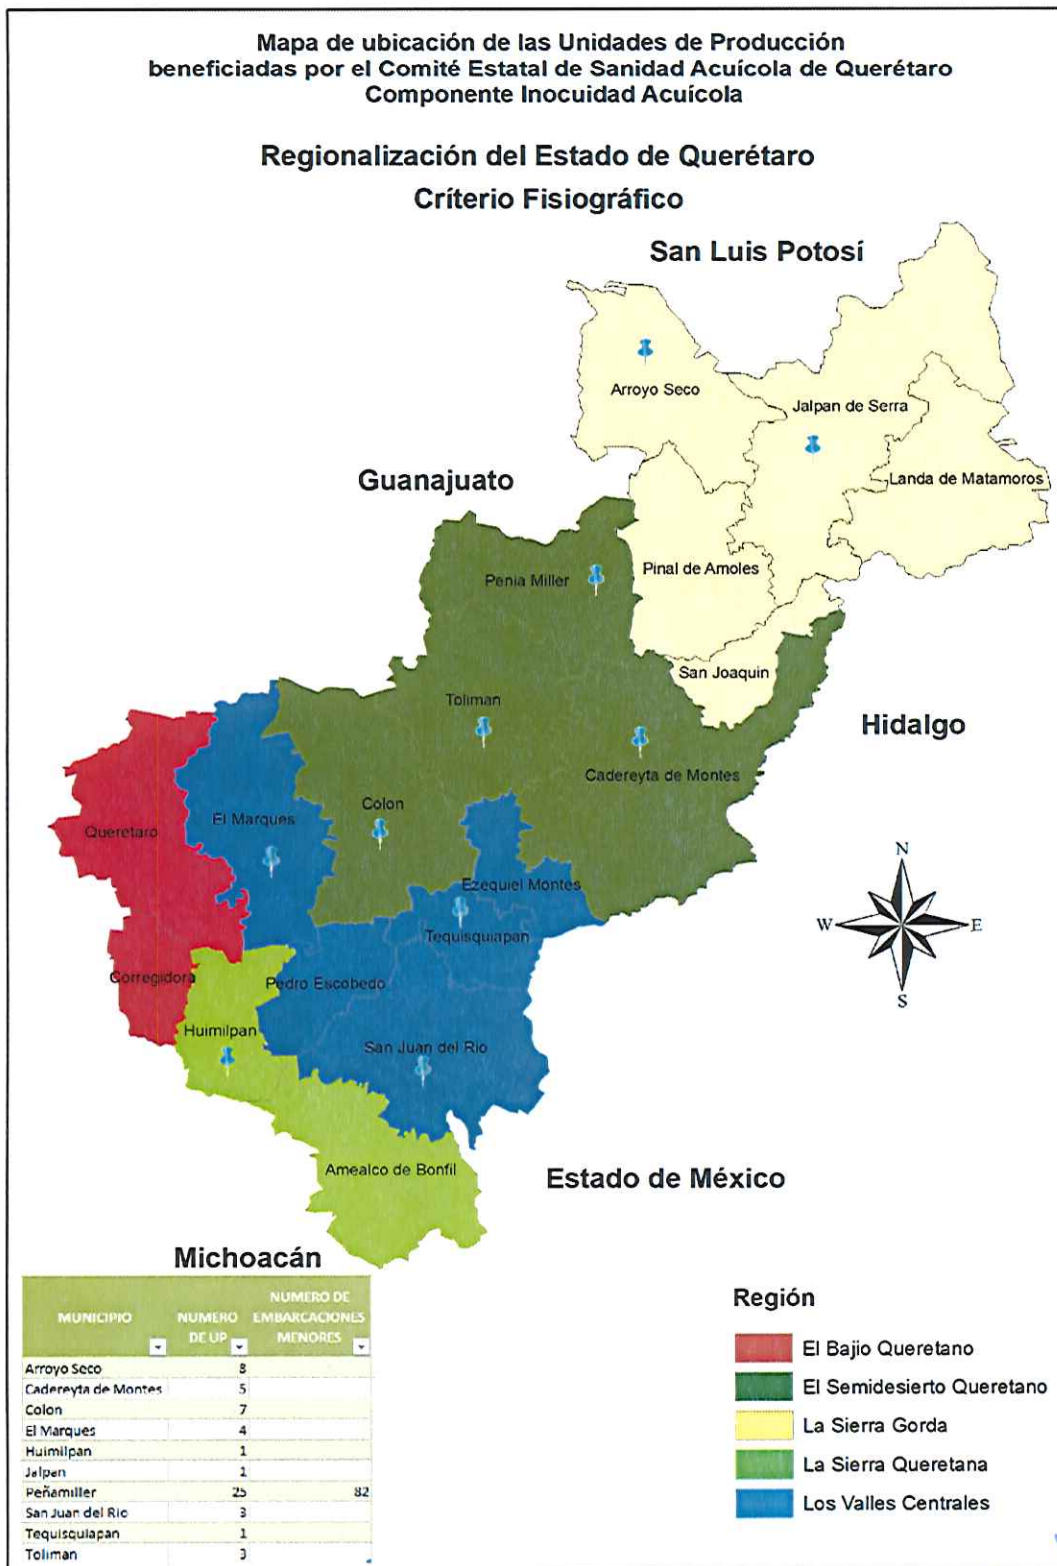 Mapa de ubicación de las Unidades de Producción
beneficiadas por el Comité Estatal de Sanidad Acuícola de Querétaro
Componente Inocuidad Acuícola
Regionalización del Estado de Querétaro
Críterio Fisiográfico
San Luis Potosí
Arroyo Seco
Jalpan de Serra
Guanajuato
Landa de Matamoros
Pinal de Amoles
Penia Miller
San Joaquin
Toliman
Hidalgo
Cadereyta de Montes
Colon
El Marques
Queretaro
N
Ezequiel Montes
W
E
Tequisquiapan
Corregidora
Pedro Escobedo
S
Huimilpan
San Juan del Rio
Amealco de Bonfil
Estado de México
Michoacán
MUNICIPIO NUMERO DE UP NUMERO DE EMBARCACIONES MENORES
Arroyo Seco 8
Cadereyta de Montes 5
Colon 7
El Marques 4
Huimilpan 1
Jalpan 1
Peñamiller 25 82
San Juan del Rio 3
Tequisquiapan 1
Toliman 3
Región
El Bajio Queretano
El Semidesierto Queretano
La Sierra Gorda
La Sierra Queretana
Los Valles Centrales